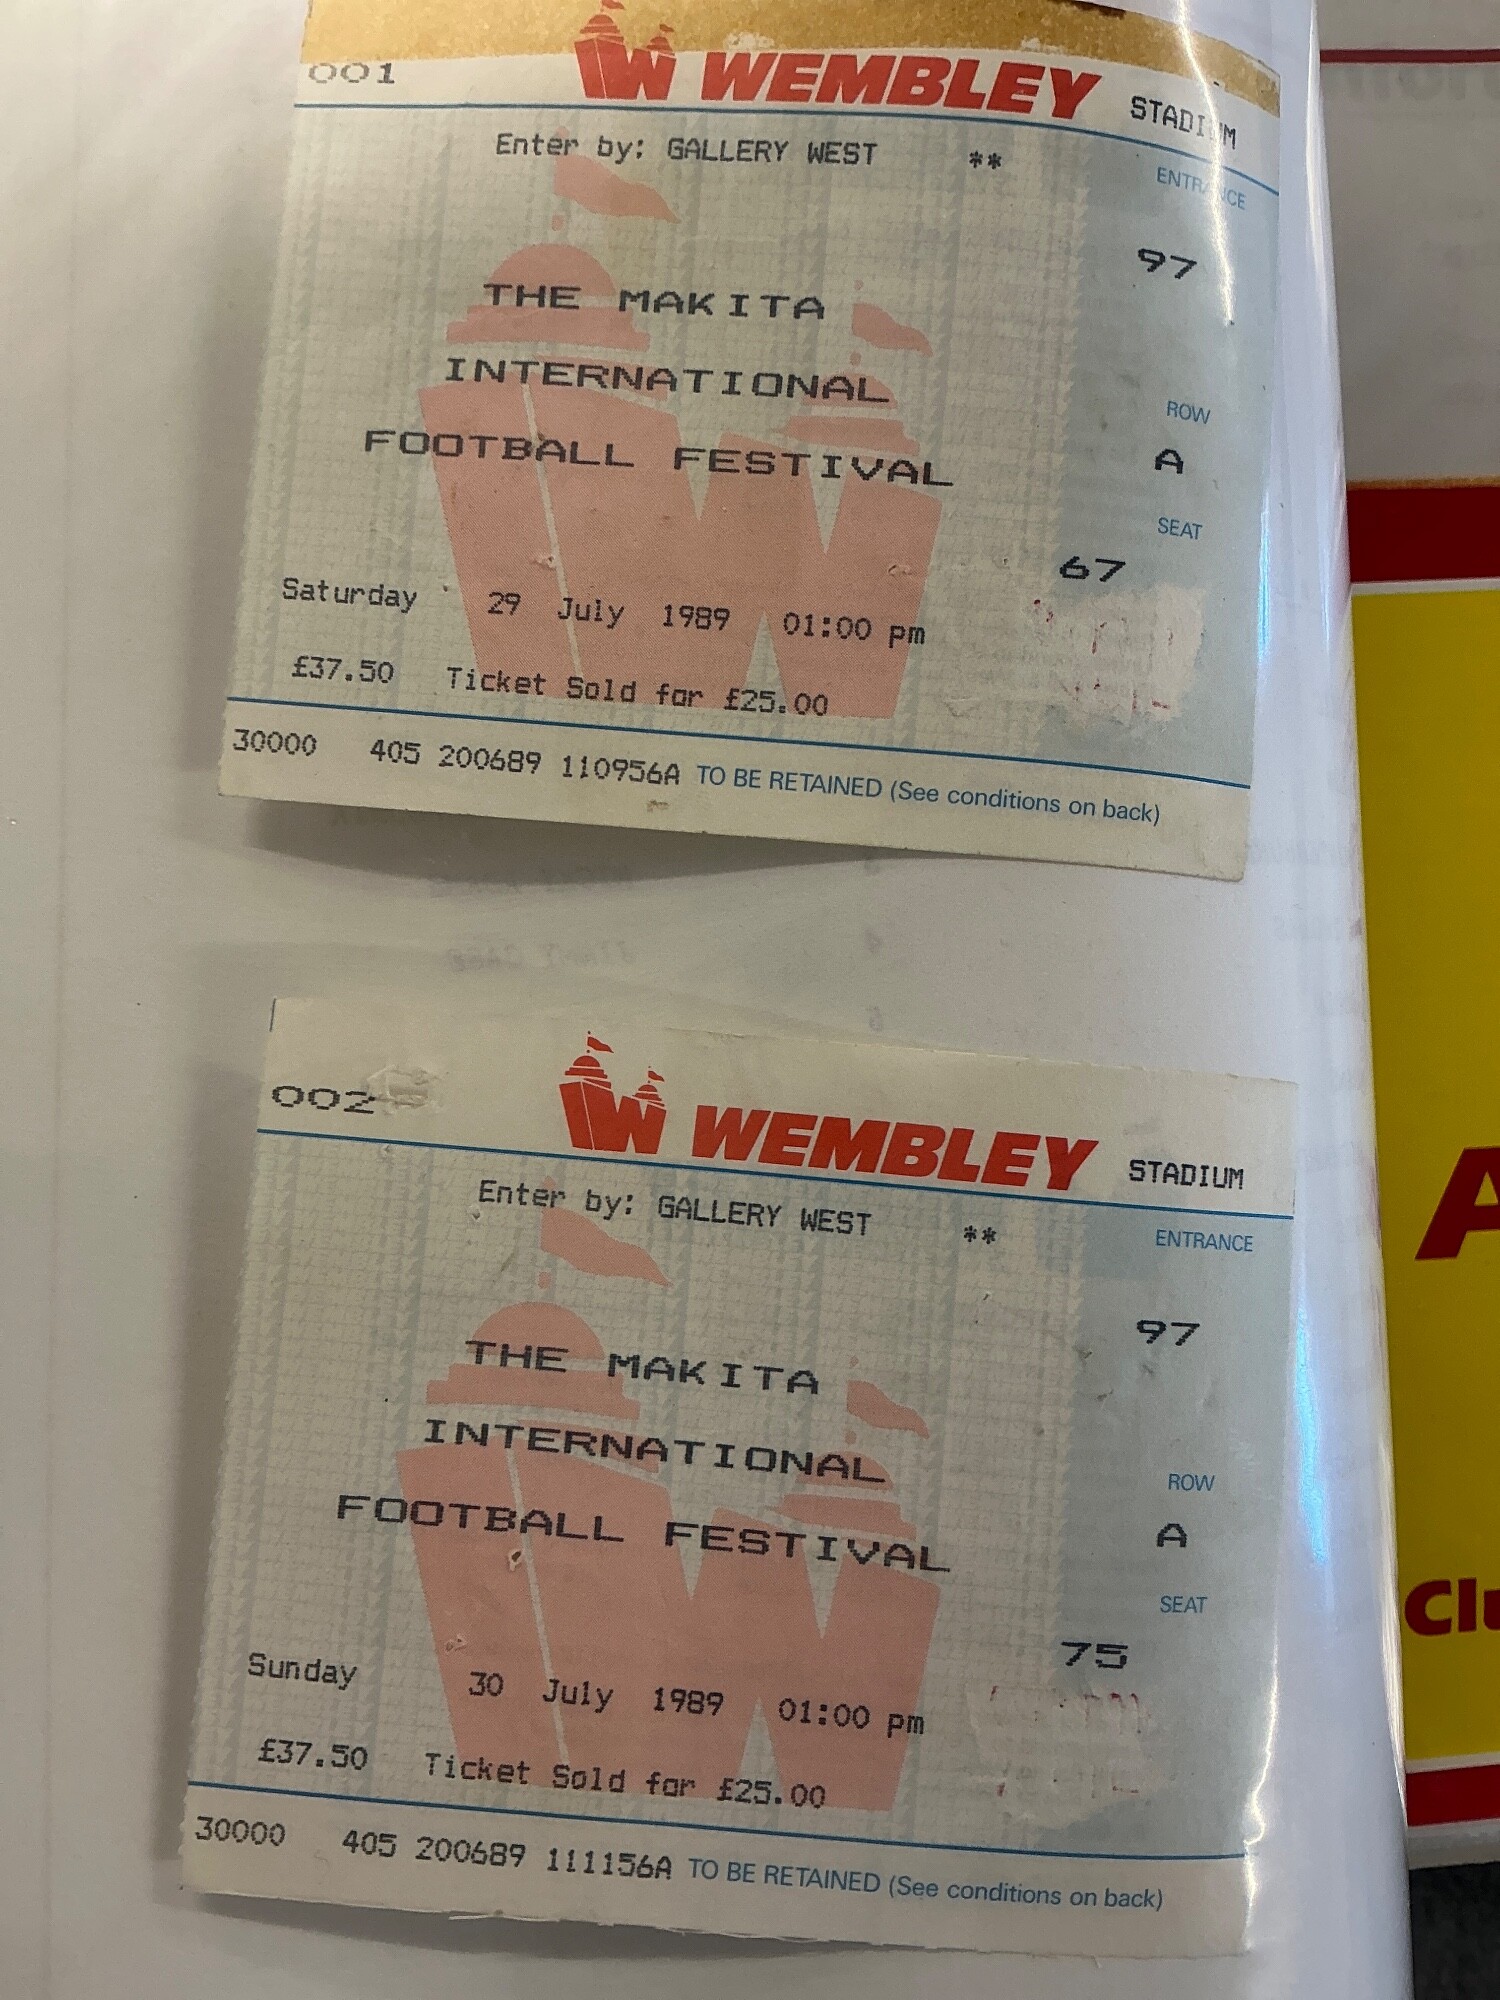 001 WEMBLEY STADIUM
Enter by: GALLERY WEST **
ENTRANCE
97
THE MAKITA
INTERNATIONAL
FOOTBALL FESTIVAL
ROW
A
SEAT
67
Saturday 29 July 1989 01:00 pm
£37.50 Ticket Sold for £25.00
30000 405 200689 110956A TO BE RETAINED (See conditions on back)
002 WEMBLEY STADIUM
Enter by: GALLERY WEST **
ENTRANCE
97
THE MAKITA
INTERNATIONAL
FOOTBALL FESTIVAL
ROW
A
SEAT
75
Sunday 30 July 1989 01:00 pm
£37.50 Ticket Sold for £25.00
30000 405 200689 111156A TO BE RETAINED (See conditions on back)